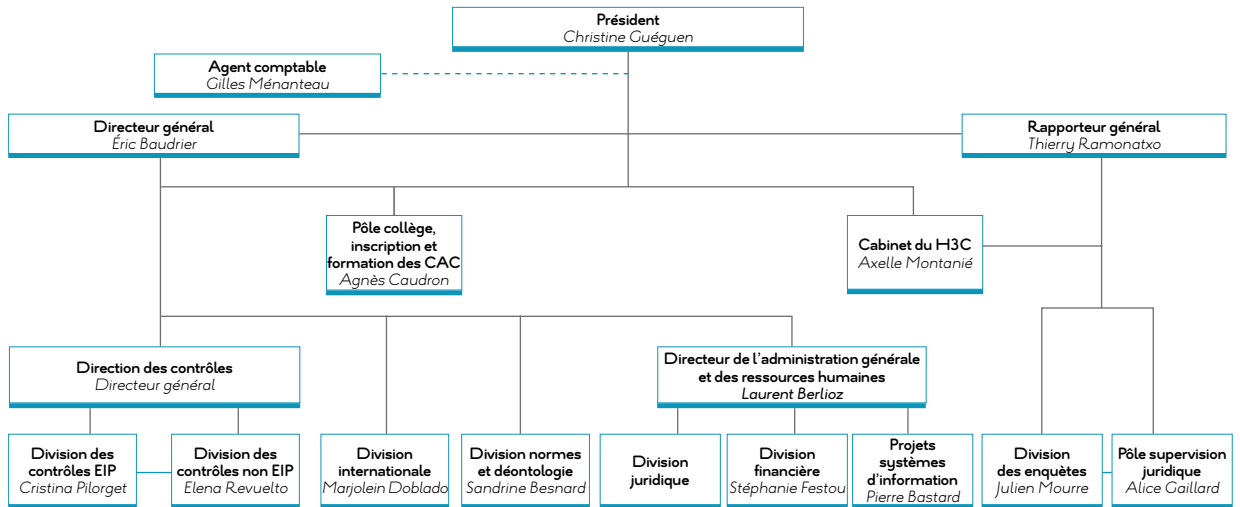 Président
Christine Guéguen
Agent comptable
Gilles Ménanteau
Directeur général
Éric Baudrier
Rapporteur général
Thierry Ramonatxo
Pôle collège,
inscription et
formation des CAC
Agnès Caudron
Cabinet du H3C
Axelle Montanié
Direction des contrôles
Directeur général
Directeur de l'administration générale
et des ressources humaines
Laurent Berlioz
Division des
contrôles EIP
Cristina Pilorget
Division des
contrôles non EIP
Elena Revuelto
Division
internationale
Marjolein Doblado
Division normes
et déontologie
Sandrine Besnard
Division
juridique
Division
financière
Stéphanie Festou
Projets
systèmes
d'information
Pierre Bastard
Division
des enquêtes
Julien Mourre
Pôle supervision
juridique
Alice Gaillard